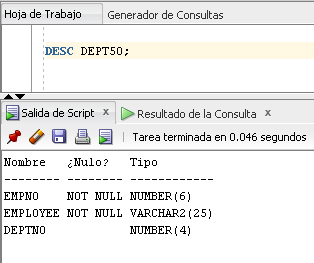 Hoja de Trabajo Generador de Consultas
DESC DEPT50;
Salida de Script x Resultado de la Consulta x
Tarea terminada en 0.046 segundos
Nombre ¿Nulo? Tipo
-------- -------- ------------
EMPNO NOT NULL NUMBER(6)
EMPLOYEE NOT NULL VARCHAR2(25)
DEPTNO NUMBER(4)